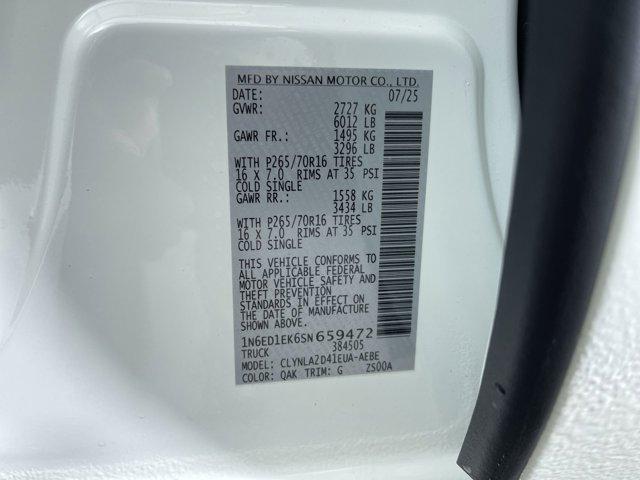 MFD BY NISSAN MOTOR CO., LTD.
DATE: 07/25
GVWR: 2727 KG
6012 LB
GAWR FR.: 1495 KG
3296 LB
WITH P265/70R16 TIRES
16 X 7.0 RIMS AT 35 PSI
COLD SINGLE
GAWR RR.: 1558 KG
3434 LB
WITH P265/70R16 TIRES
16 X 7.0 RIMS AT 35 PSI
COLD SINGLE
THIS VEHICLE CONFORMS TO
ALL APPLICABLE FEDERAL
MOTOR VEHICLE SAFETY AND
THEFT PREVENTION
STANDARDS IN EFFECT ON
THE DATE OF MANUFACTURE
SHOWN ABOVE.
1N6ED1EK6SN659472
TRUCK 384505
MODEL: CLYNLA2D41EUA-AEBE
COLOR: QAK TRIM: G ZS00A